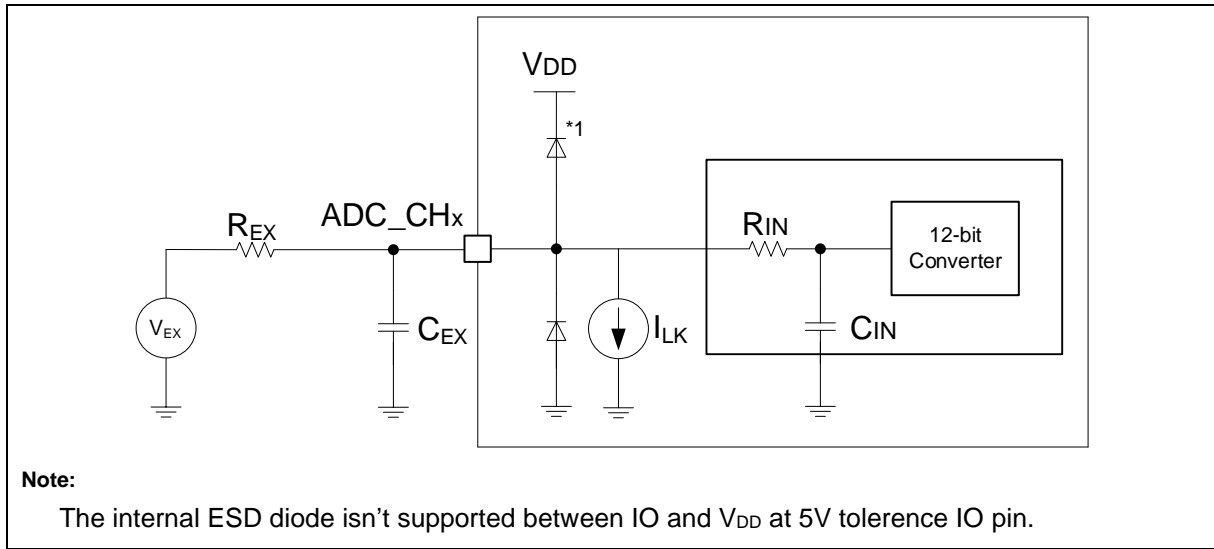 VDD
*1
REX
ADC_CHx
RIN
12-bit
Converter
VEX
CEX
ILK
CIN
Note:
The internal ESD diode isn't supported between IO and VDD at 5V tolerence IO pin.